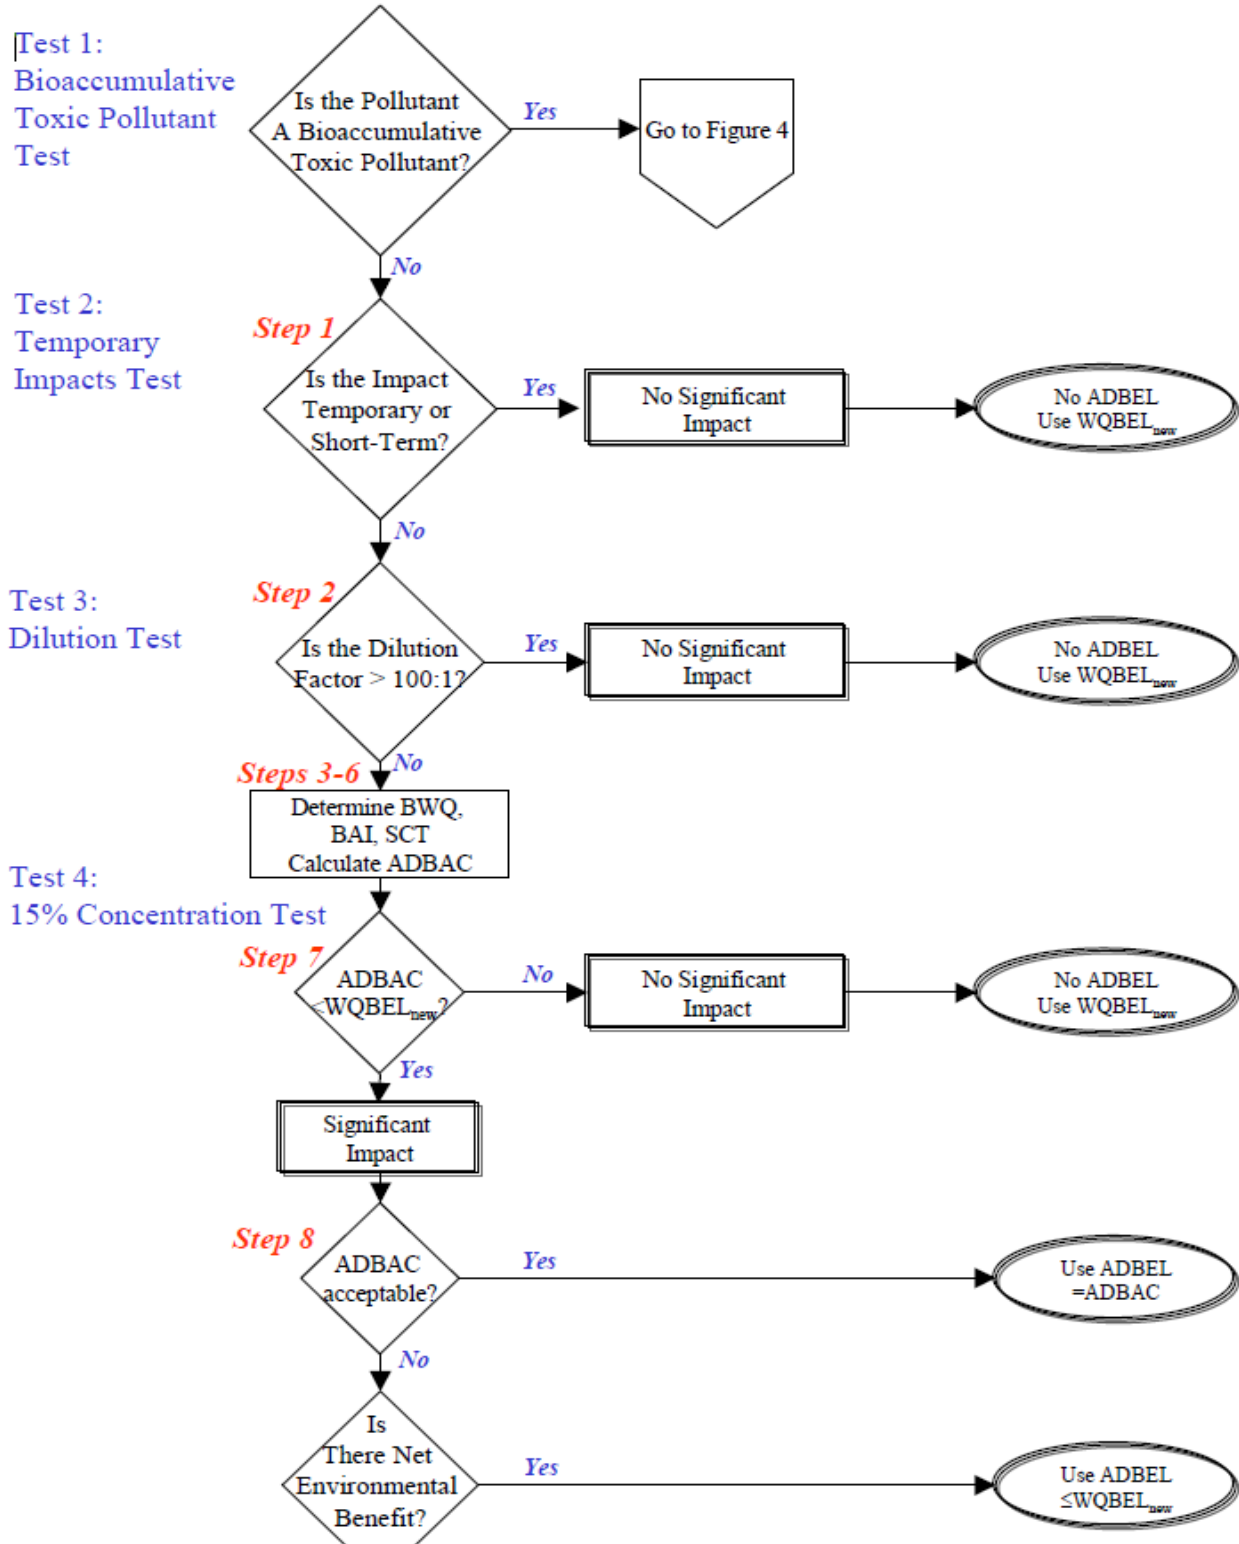 Test 1:
Bioaccumulative
Toxic Pollutant
Test
Is the Pollutant
A Bioaccumulative
Toxic Pollutant?
Yes
Go to Figure 4
No
Test 2:
Temporary
Impacts Test
Step 1
Is the Impact
Temporary or
Short-Term?
Yes
No Significant
Impact
No ADBEL
Use WQBELnew
No
Test 3:
Dilution Test
Step 2
Is the Dilution
Factor > 100:1?
Yes
No Significant
Impact
No ADBEL
Use WQBELnew
No
Steps 3-6
Determine BWQ,
BAI, SCT
Calculate ADBAC
Test 4:
15% Concentration Test
Step 7
ADBAC
≤WQBELnew?
No
No Significant
Impact
No ADBEL
Use WQBELnew
Yes
Significant
Impact
Step 8
ADBAC
acceptable?
Yes
Use ADBEL
=ADBAC
No
Is
There Net
Environmental
Benefit?
Yes
Use ADBEL
≤WQBELnew